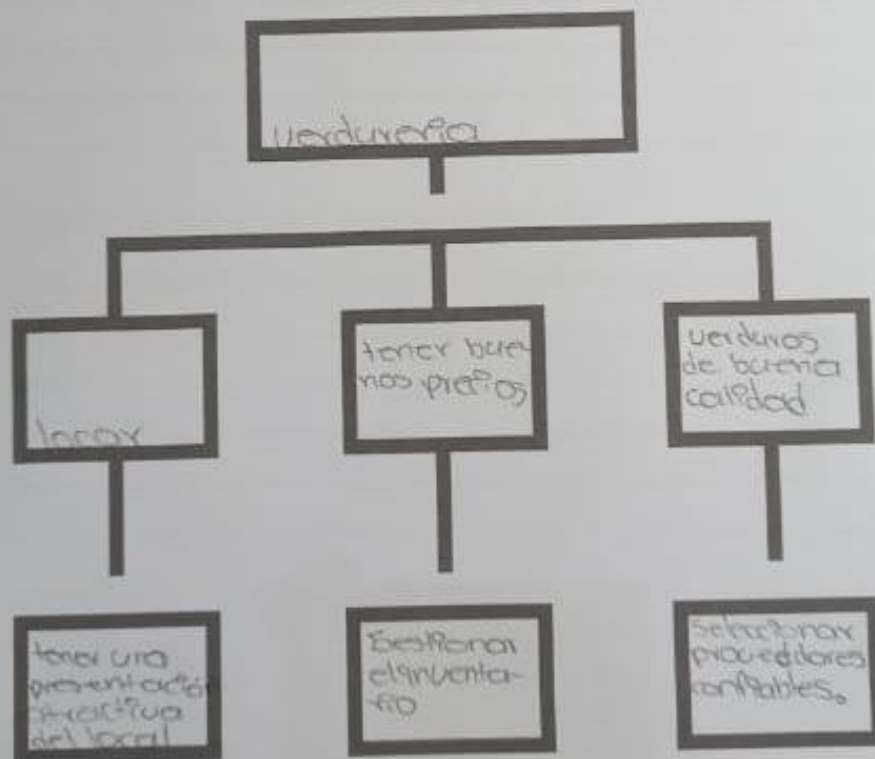 verdureria
locar
tener bue-
nos precios
verduras
de buena
calidad
tener una
presentación
atractiva
del local
Gestionar
el inventa-
rio
Seleccionar
proveedores
confiables.